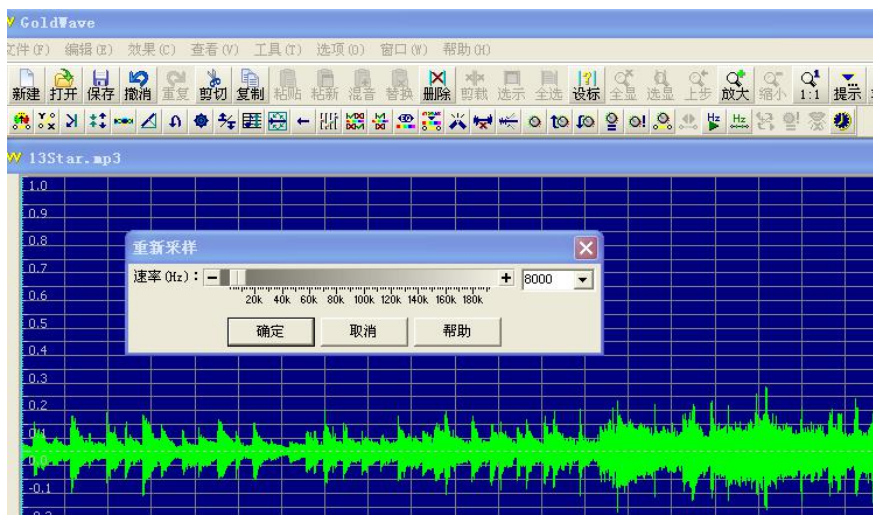 GoldWave
文件(F) 编辑(E) 效果(C) 查看(V) 工具(T) 选项(O) 窗口(W) 帮助(H)
新建 打开 保存 撤消 重复 剪切 复制 粘贴 粘新 混音 替换 删除 剪裁 选示 全选 设标 全显 选显 上步 放大 缩小 1:1 提示
13Star.mp3
1.0
0.9
0.8
重新采样
0.7
速率(Hz): 8000
0.6
20k 40k 60k 80k 100k 120k 140k 160k 180k
0.5
确定 取消 帮助
0.4
0.3
0.2
0.1
0.0
-0.1
-0.2